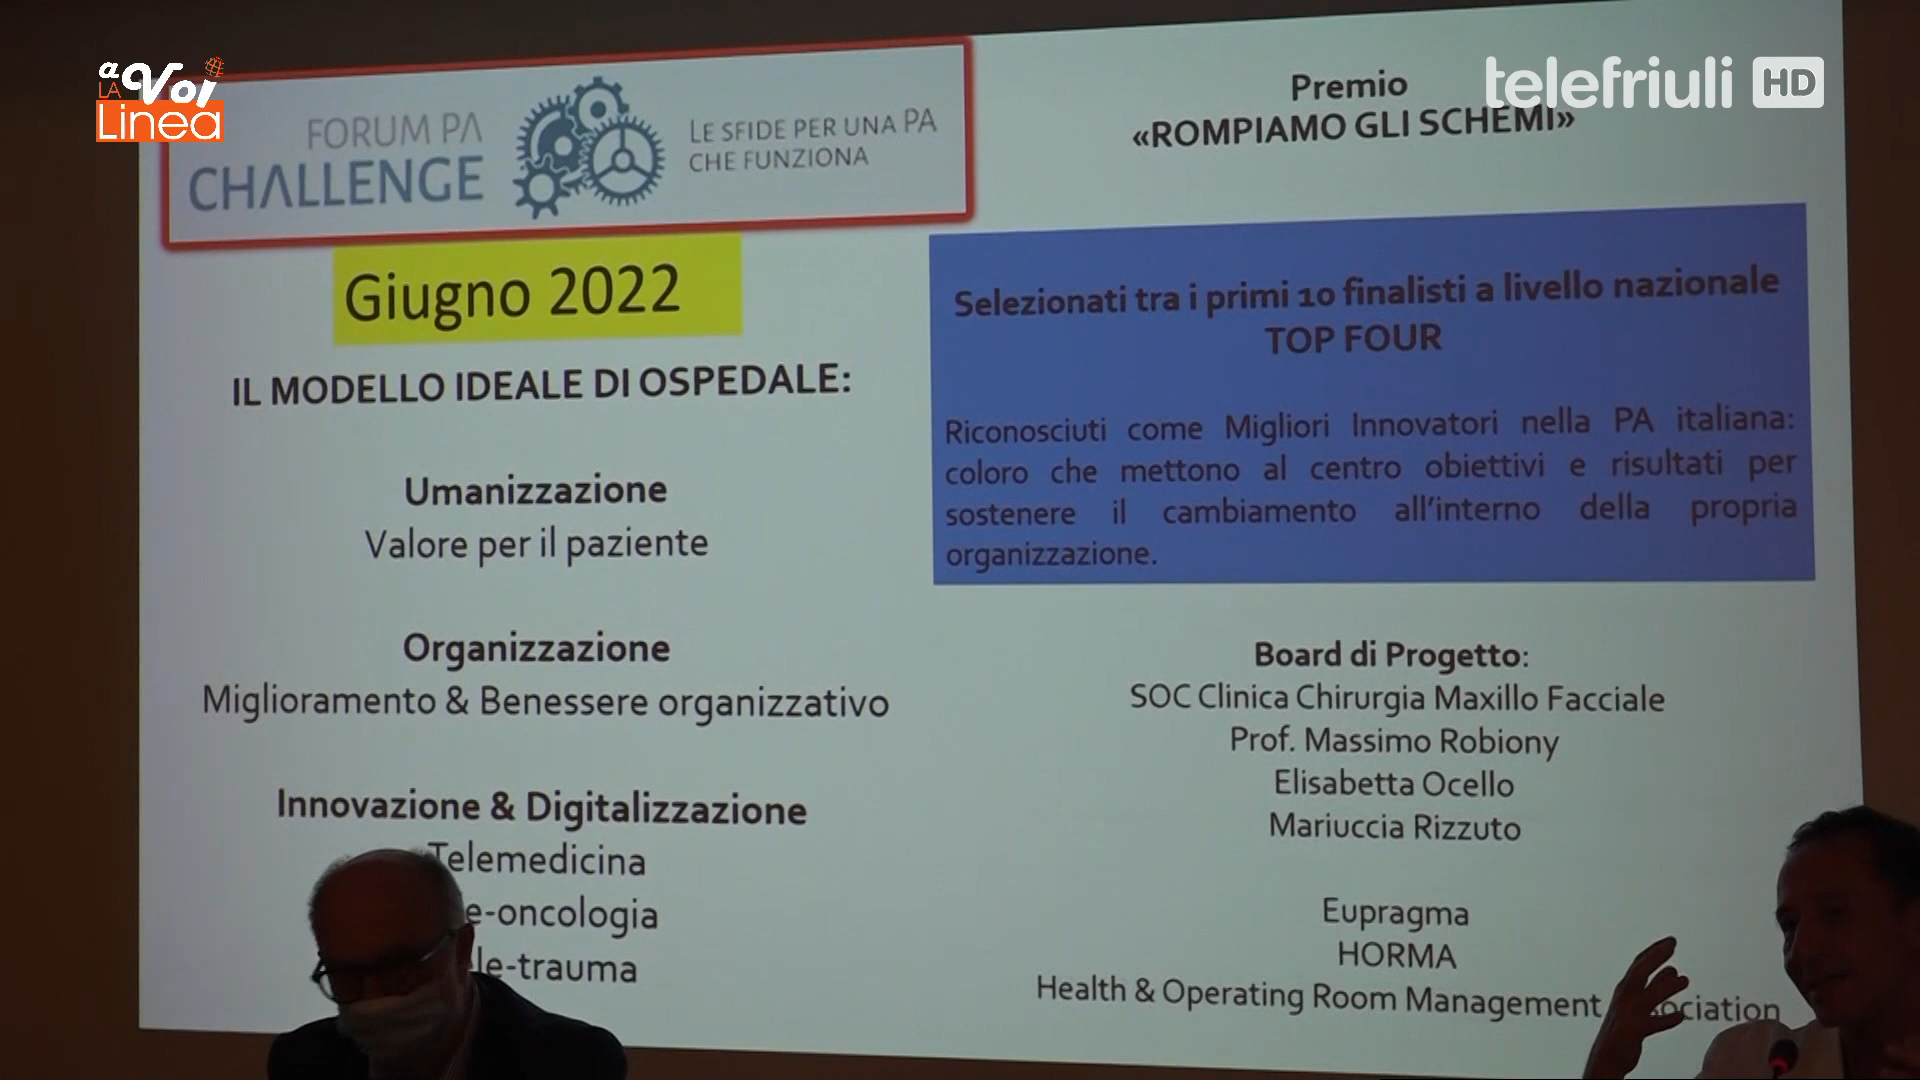 a Voi
LA
Linea
telefriuli HD
FORUM PA
CHALLENGE
LE SFIDE PER UNA PA
CHE FUNZIONA
Premio
«ROMPIAMO GLI SCHEMI»
Giugno 2022
IL MODELLO IDEALE DI OSPEDALE:
Umanizzazione
Valore per il paziente
Organizzazione
Miglioramento & Benessere organizzativo
Innovazione & Digitalizzazione
Telemedicina
e-oncologia
le-trauma
Selezionati tra i primi 10 finalisti a livello nazionale
TOP FOUR
Riconosciuti come Migliori Innovatori nella PA italiana:
coloro che mettono al centro obiettivi e risultati per
sostenere il cambiamento all'interno della propria
organizzazione.
Board di Progetto:
SOC Clinica Chirurgia Maxillo Facciale
Prof. Massimo Robiony
Elisabetta Ocello
Mariuccia Rizzuto
Eupragma
HORMA
Health & Operating Room Management ociation